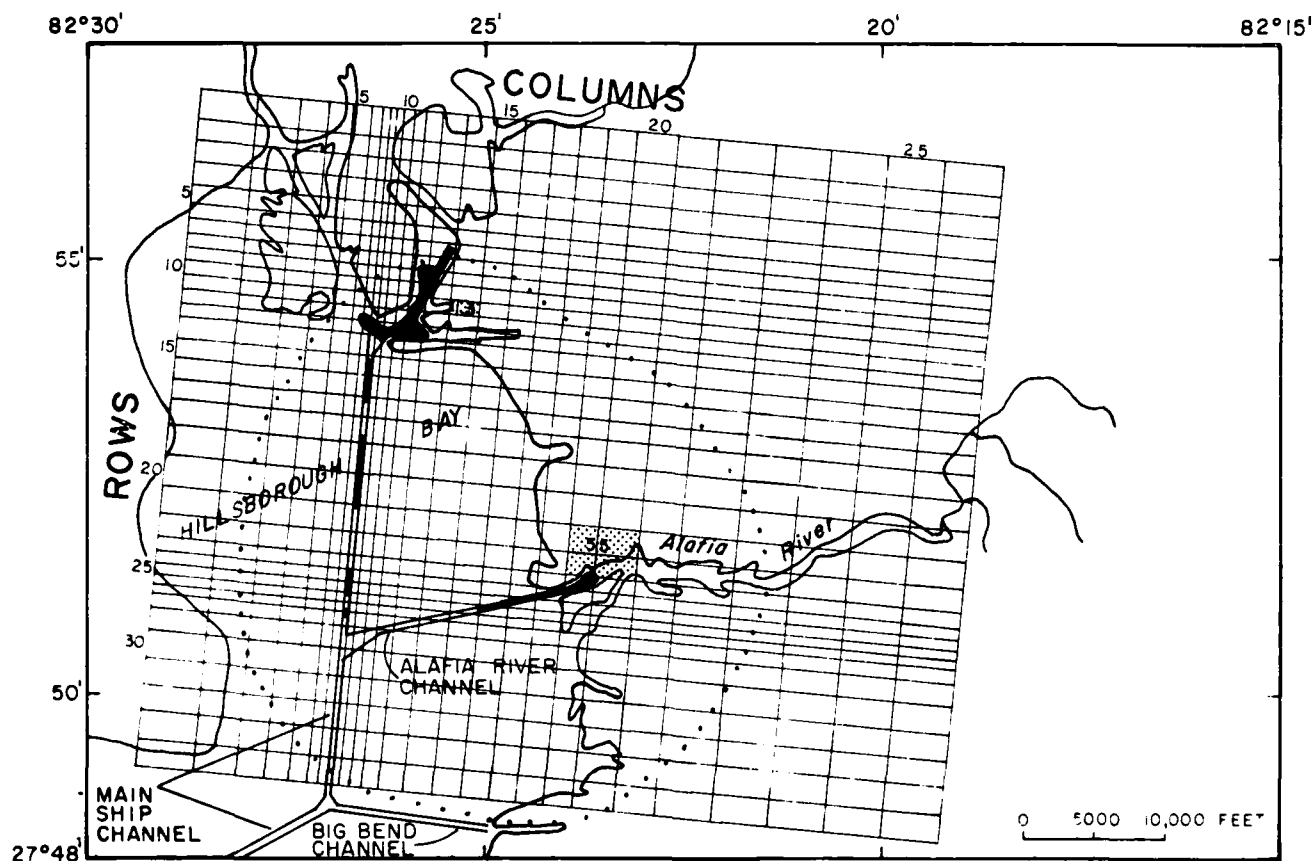 82°30' 25' 20' 82°15'
COLUMNS
5 10 15 20 25
5
55'
10
13
15
BAY
ROWS
20
HILLSBOROUGH
35 Alafia River
25
30
ALAFIA RIVER
CHANNEL
50'
MAIN
SHIP
CHANNEL
BIG BEND
CHANNEL
0 5000 10,000 FEET
27°48'